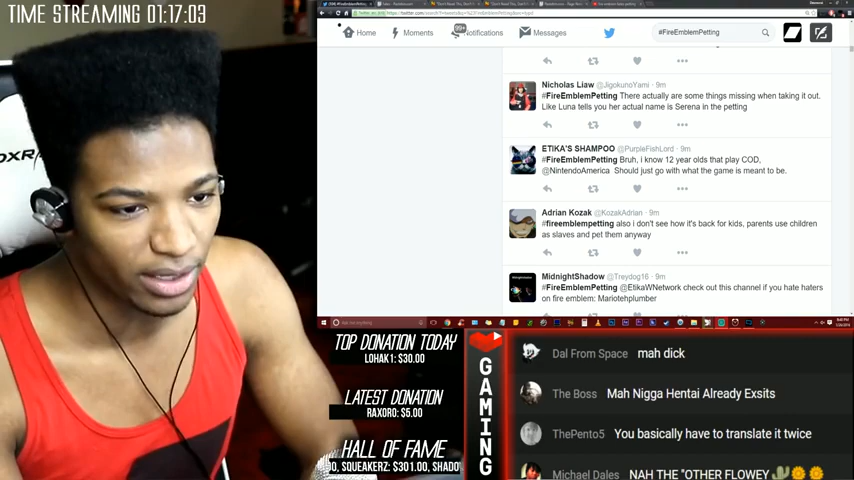 TIME STREAMING 01:17:03
Home
Moments
99+
Notifications
Messages
#FireEmblemPetting
Nicholas Liaw @JigokunoYami · 9m
#FireEmblemPetting There actually are some things missing when taking it out.
Like Luna tells you her actual name is Serena in the petting
ETIKA'S SHAMPOO @PurpleFishLord · 9m
#FireEmblemPetting Bruh, i know 12 year olds that play COD,
@NintendoAmerica Should just go with what the game is meant to be.
Adrian Kozak @KozakAdrian · 9m
#fireemblempetting also i don't see how it's back for kids, parents use children
as slaves and pet them anyway
MidnightShadow @Treydog16 · 9m
#FireEmblemPetting @EtikaWNetwork check out this channel if you hate haters
on fire emblem: Mariotehplumber
TOP DONATION TODAY
LOHAK1: $30.00
LATEST DONATION
RAXORO: $5.00
HALL OF FAME
0, SQUEAKERZ: $301.00, SHADO
GAMING
Dal From Space mah dick
The Boss Mah Nigga Hentai Already Exsits
ThePento5 You basically have to translate it twice
Michael Dales NAH THE "OTHER FLOWEY 🌵🌼🌼